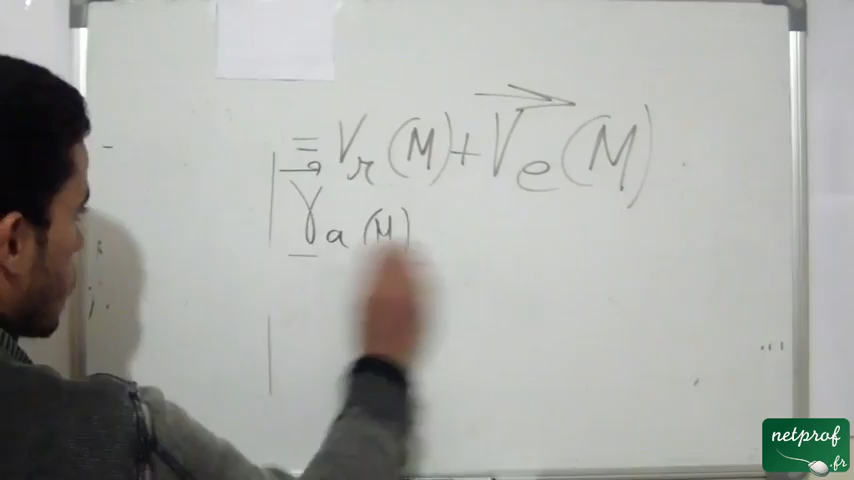 = Vr (M) + Ve (M)
γa (M)
netprof
.fr